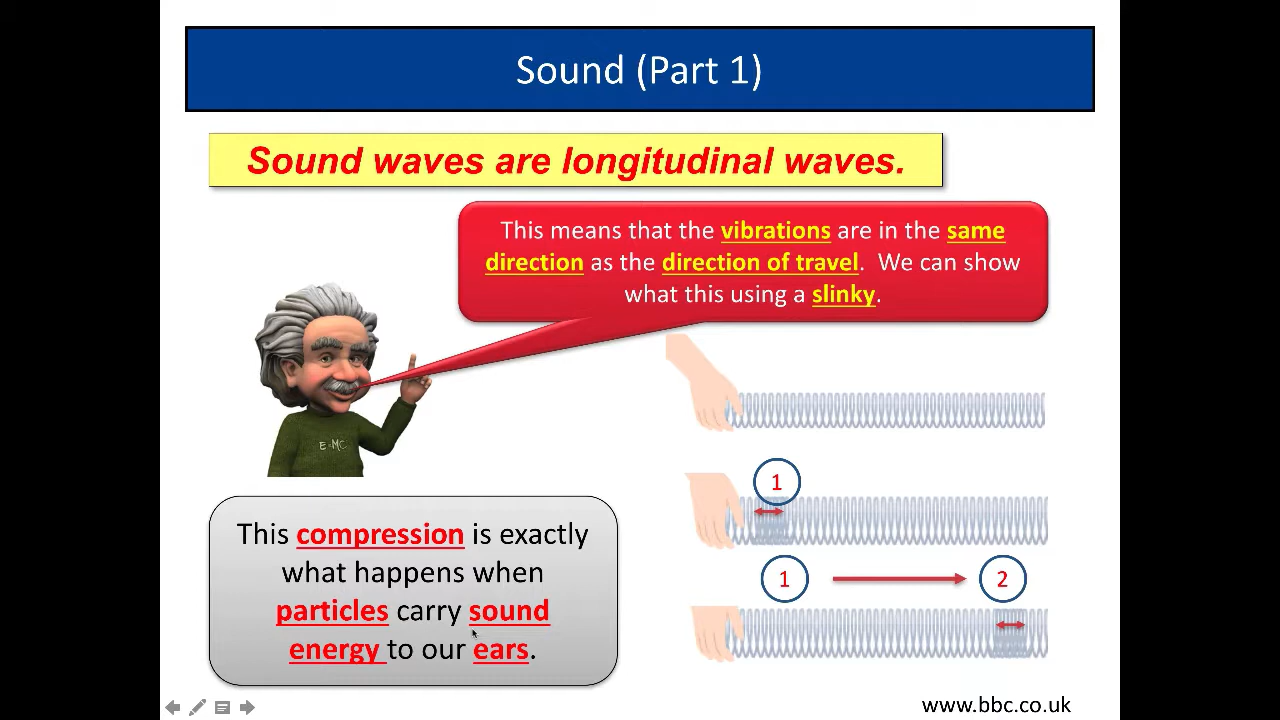 Sound (Part 1)
Sound waves are longitudinal waves.
This means that the vibrations are in the same
direction as the direction of travel. We can show
what this using a slinky.
E=MC
1
1
2
This compression is exactly
what happens when
particles carry sound
energy to our ears.
www.bbc.co.uk